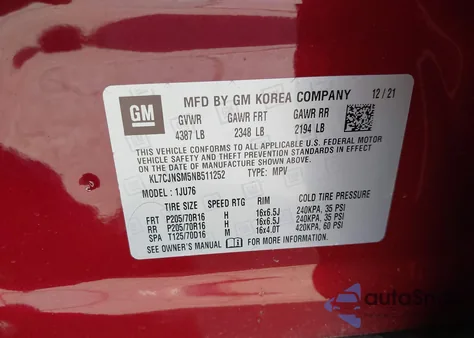 GM
MFD BY GM KOREA COMPANY 12/21
GVWR GAWR FRT GAWR RR
4387 LB 2348 LB 2194 LB
THIS VEHICLE CONFORMS TO ALL APPLICABLE U.S. FEDERAL MOTOR
VEHICLE SAFETY, BUMPER, AND THEFT PREVENTION STANDARDS IN
EFFECT ON THE DATE OF MANUFACTURE SHOWN ABOVE.
KL7CJNSM5NB511252 TYPE: MPV
MODEL: 1JU76
TIRE SIZE SPEED RTG RIM COLD TIRE PRESSURE
FRT P205/70R16 H 16x6.5J 240KPA, 35 PSI
RR P205/70R16 H 16x6.5J 240KPA, 35 PSI
SPA T125/70D16 M 16x4.0T 420KPA, 60 PSI
SEE OWNER'S MANUAL FOR MORE INFORMATION